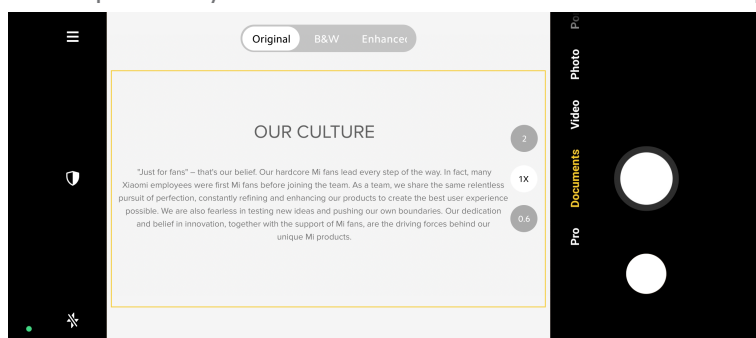 Original B&W Enhanced
OUR CULTURE
"Just for fans" – that's our belief. Our hardcore Mi fans lead every step of the way. In fact, many
Xiaomi employees were first Mi fans before joining the team. As a team, we share the same relentless
pursuit of perfection, constantly refining and enhancing our products to create the best user experience
possible. We are also fearless in testing new ideas and pushing our own boundaries. Our dedication
and belief in innovation, together with the support of Mi fans, are the driving forces behind our
unique Mi products.
2
1X
0.6
Po
Photo
Video
Documents
Pro